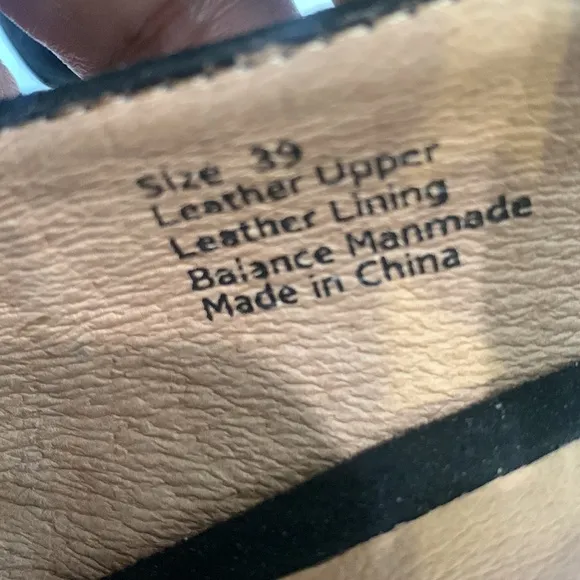 Size 39
Leather Upper
Leather Lining
Balance Manmade
Made in China